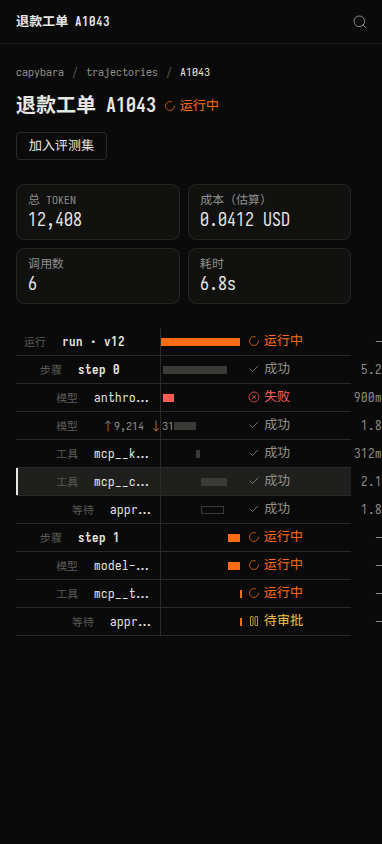 退款工单 A1043
capybara / trajectories / A1043
退款工单 A1043 运行中
加入评测集
总 TOKEN
12,408
成本（估算）
0.0412 USD
调用数
6
耗时
6.8s
运行 run · v12 运行中 —
步骤 step 0 成功 5.2
模型 anthro... 失败 900m
模型 ↑9,214 ↓31 成功 1.8
工具 mcp__k... 成功 312m
工具 mcp__c... 成功 2.1
等待 appr... 成功 1.8
步骤 step 1 运行中 —
模型 model-... 运行中 —
工具 mcp__t... 运行中 —
等待 appr... 待审批 —